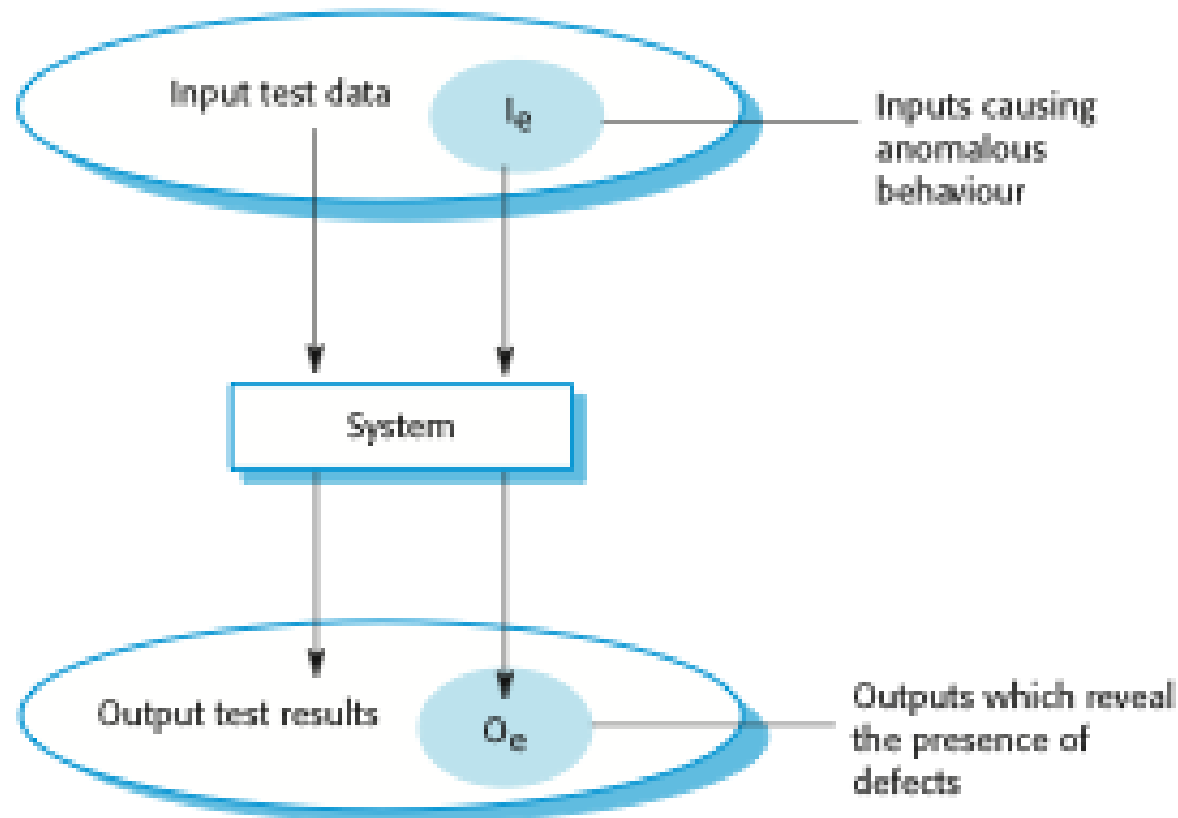 Input test data
Ie
Inputs causing
anomalous
behaviour
System
Output test results
Oe
Outputs which reveal
the presence of
defects